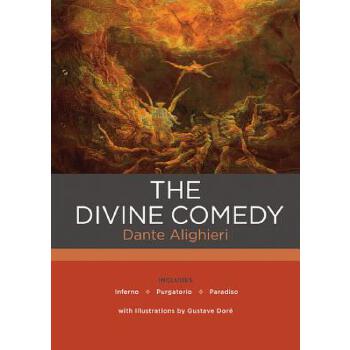 THE
DIVINE COMEDY
Dante Alighieri
INCLUDES
Inferno ❖ Purgatorio ❖ Paradiso
with Illustrations by Gustave Doré